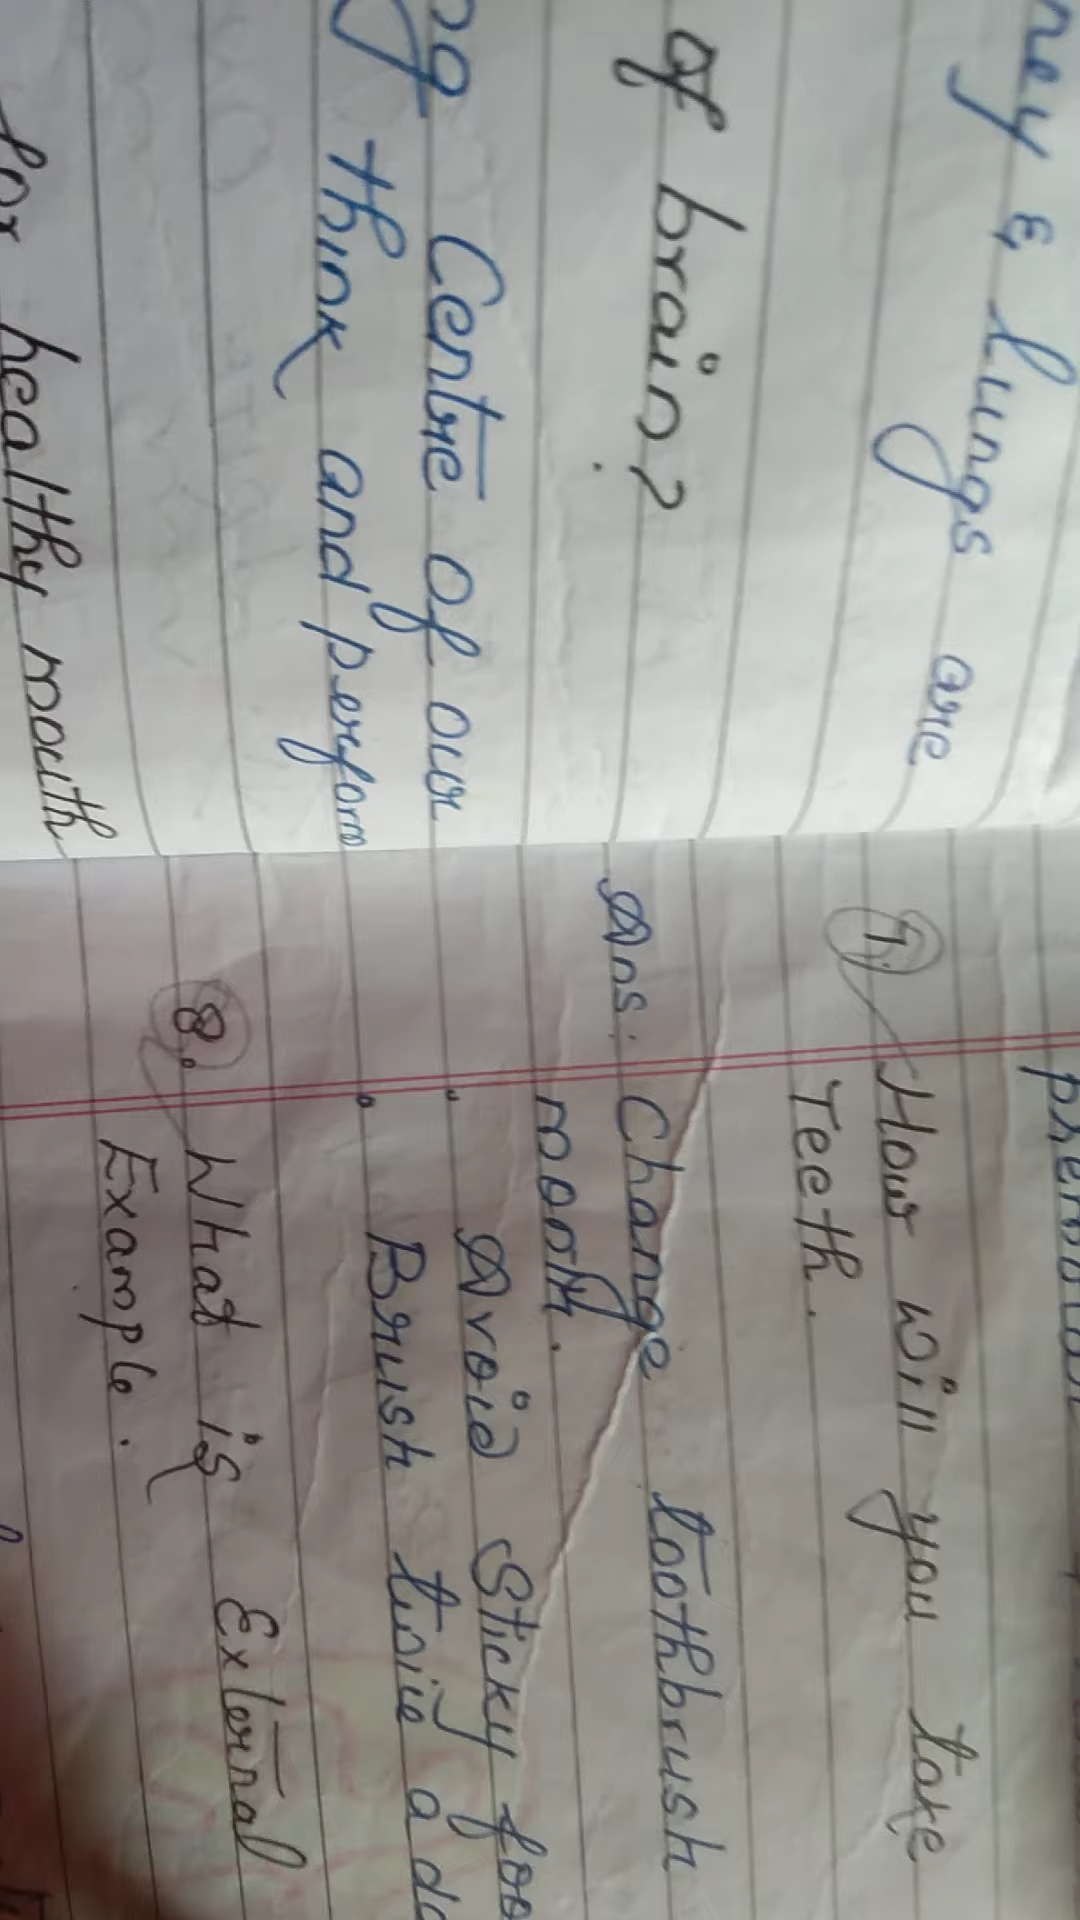 ney & lungs are
of brain?
Centre of our
think and perform
for healthy mouth
7. How will you take
Teeth.
Ans. Change toothbrush
month.
Avoid Sticky foo
Brush twice a da
8. What is External
Example.